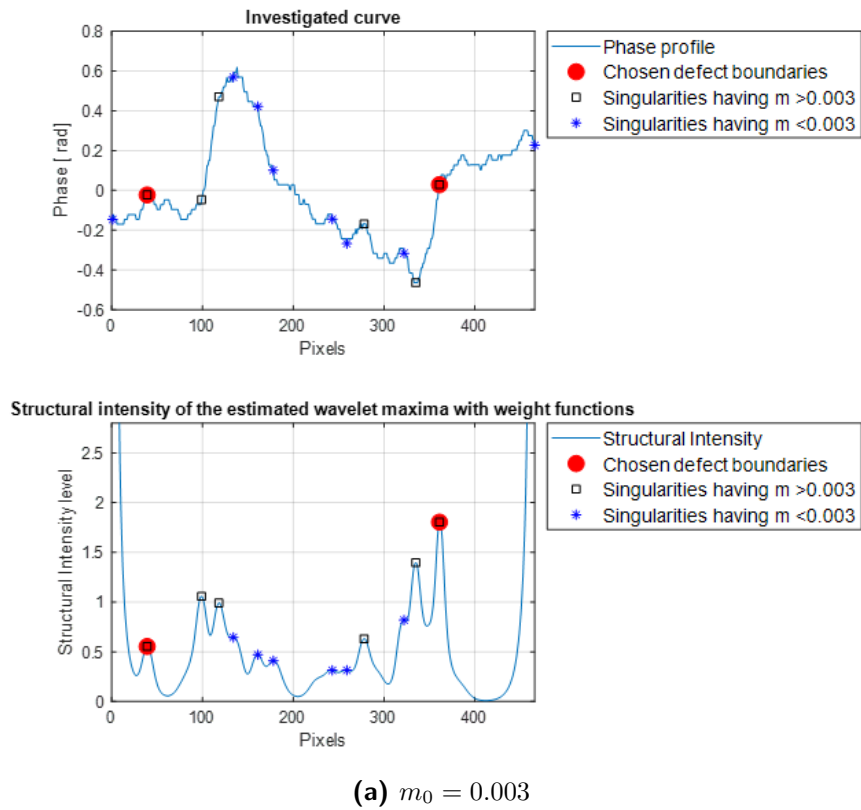 Investigated curve
0.8
0.6
0.4
0.2
0
-0.2
-0.4
-0.6
Phase [ rad]
0 100 200 300 400
Pixels
Phase profile
Chosen defect boundaries
Singularities having m >0.003
Singularities having m <0.003
Structural intensity of the estimated wavelet maxima with weight functions
2.5
2
1.5
1
0.5
0
Structural Intensity level
0 100 200 300 400
Pixels
Structural Intensity
Chosen defect boundaries
Singularities having m >0.003
Singularities having m <0.003
(a) m₀ = 0.003